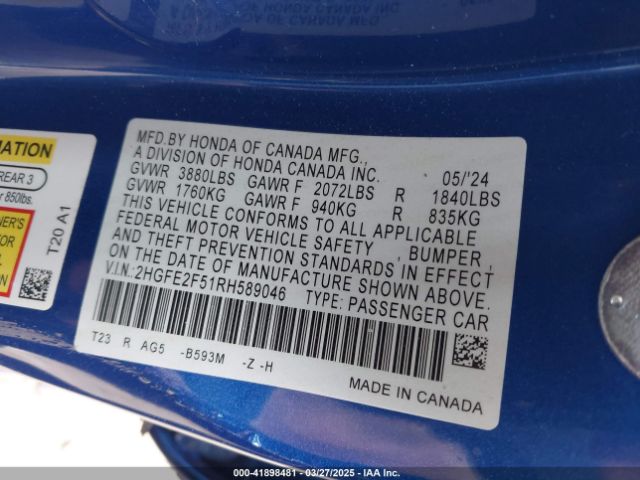 MFD.BY HONDA OF CANADA MFG.,
A DIVISION OF HONDA CANADA INC. 05/'24
GVWR 3880LBS GAWR F 2072LBS R 1840LBS
GVWR 1760KG GAWR F 940KG R 835KG
THIS VEHICLE CONFORMS TO ALL APPLICABLE
FEDERAL MOTOR VEHICLE SAFETY, BUMPER,
AND THEFT PREVENTION STANDARDS IN EFFECT
ON THE DATE OF MANUFACTURE SHOWN ABOVE.
V.I.N.:2HGFE2F51RH589046 TYPE: PASSENGER CAR
T23 R AG5 -B593M -Z -H
MADE IN CANADA
MATION
REAR 3
850lbs.
NER'S
T20 A1
000-41898481 — 03/27/2025 — IAA Inc.